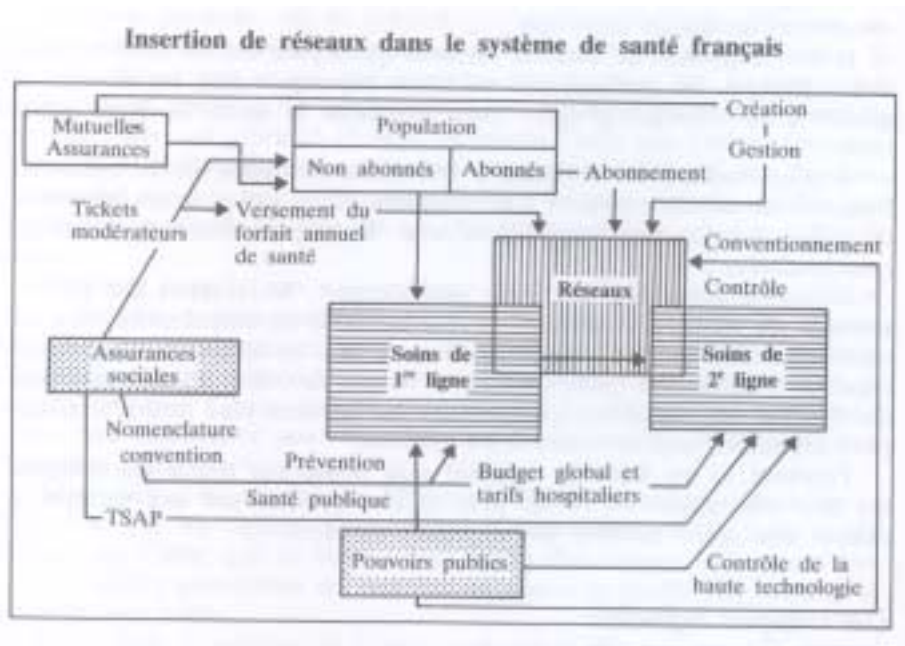 Insertion de réseaux dans le système de santé français
Mutuelles
Assurances
Population
Non abonnés
Abonnés
Abonnement
Création
Gestion
Tickets
modérateurs
Versement du
forfait annuel
de santé
Conventionnement
Contrôle
Réseaux
Assurances
sociales
Soins de
1re ligne
Soins de
2e ligne
Nomenclature
convention
Prévention
Santé publique
Budget global et
tarifs hospitaliers
TSAP
Pouvoirs publics
Contrôle de la
haute technologie